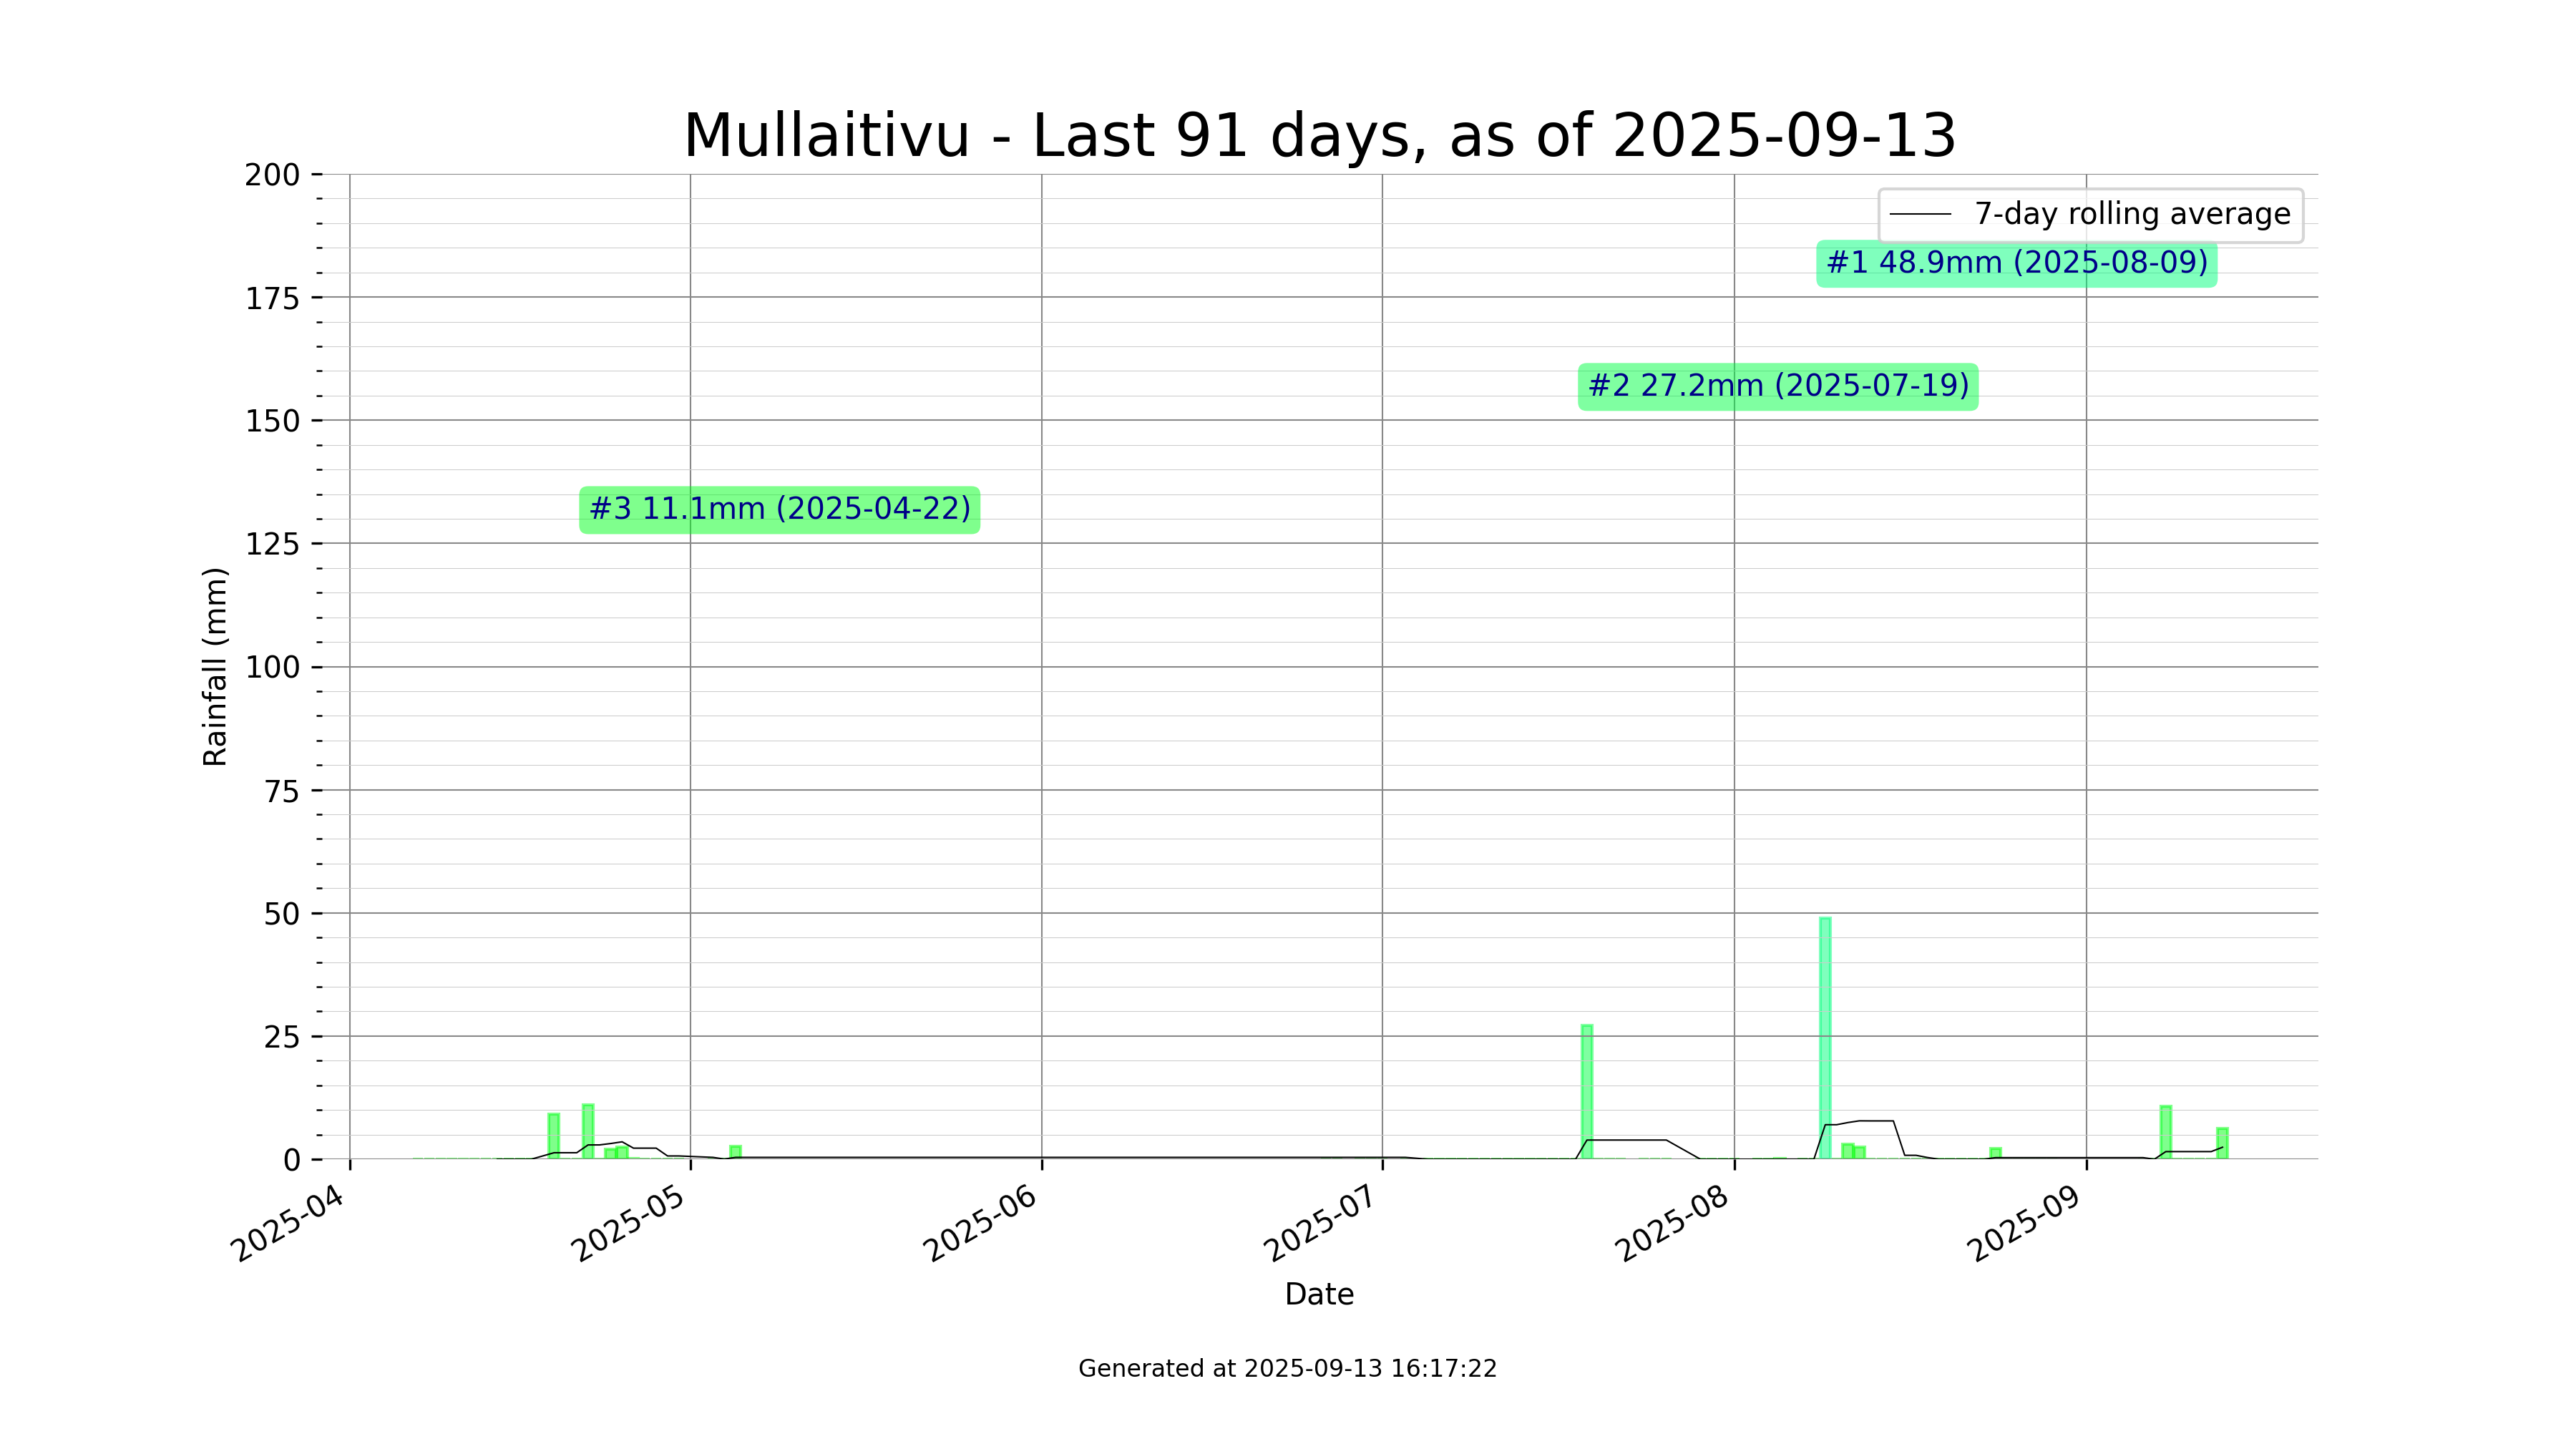 Mullaitivu - Last 91 days, as of 2025-09-13
200
175
150
125
100
75
50
25
0
Rainfall (mm)
7-day rolling average
#1 48.9mm (2025-08-09)
#2 27.2mm (2025-07-19)
#3 11.1mm (2025-04-22)
2025-04
2025-05
2025-06
2025-07
2025-08
2025-09
Date
Generated at 2025-09-13 16:17:22